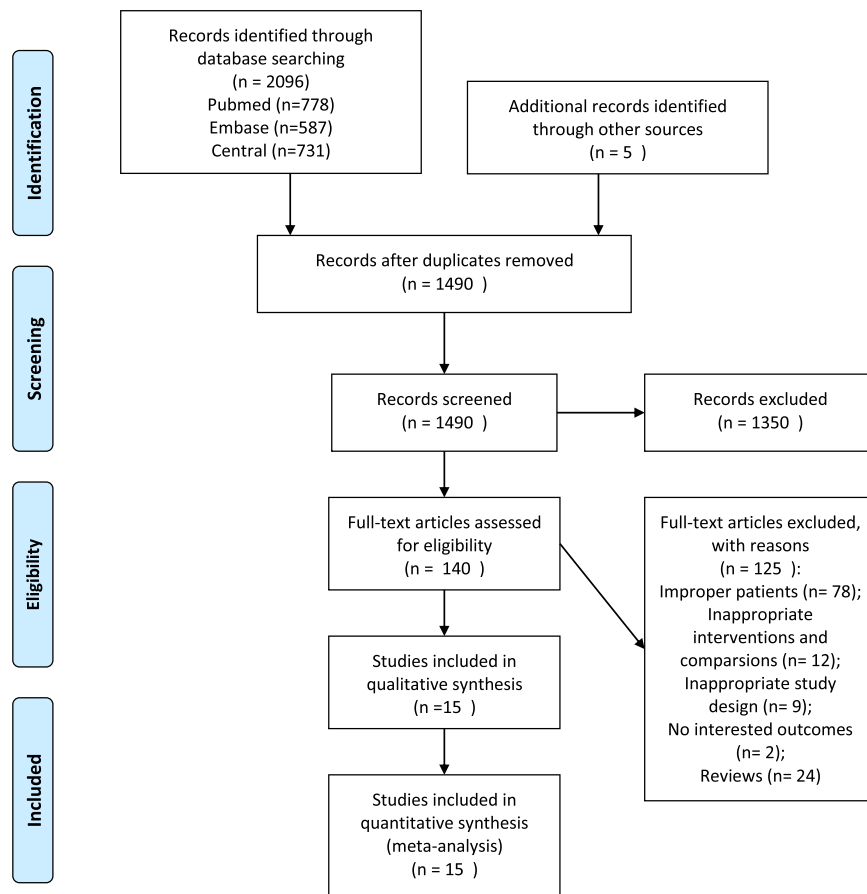 Identification
Records identified through
database searching
(n = 2096)
Pubmed (n=778)
Embase (n=587)
Central (n=731)
Additional records identified
through other sources
(n = 5 )
Records after duplicates removed
(n = 1490 )
Screening
Records screened
(n = 1490 )
Records excluded
(n = 1350 )
Eligibility
Full-text articles assessed
for eligibility
(n = 140 )
Full-text articles excluded,
with reasons
(n = 125 ):
Improper patients (n= 78);
Inappropriate
interventions and
comparsions (n= 12);
Inappropriate study
design (n= 9);
No interested outcomes
(n= 2);
Reviews (n= 24)
Studies included in
qualitative synthesis
(n =15 )
Included
Studies included in
quantitative synthesis
(meta-analysis)
(n = 15 )